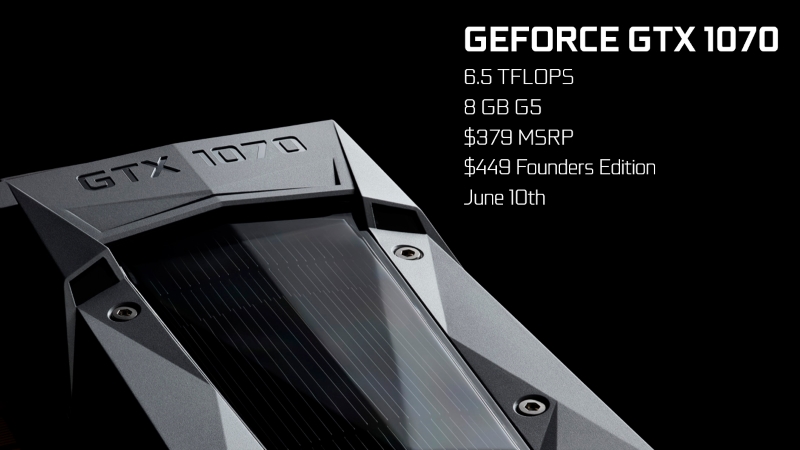 GEFORCE GTX 1070
6.5 TFLOPS
8 GB G5
$379 MSRP
$449 Founders Edition
June 10th
GTX 1070